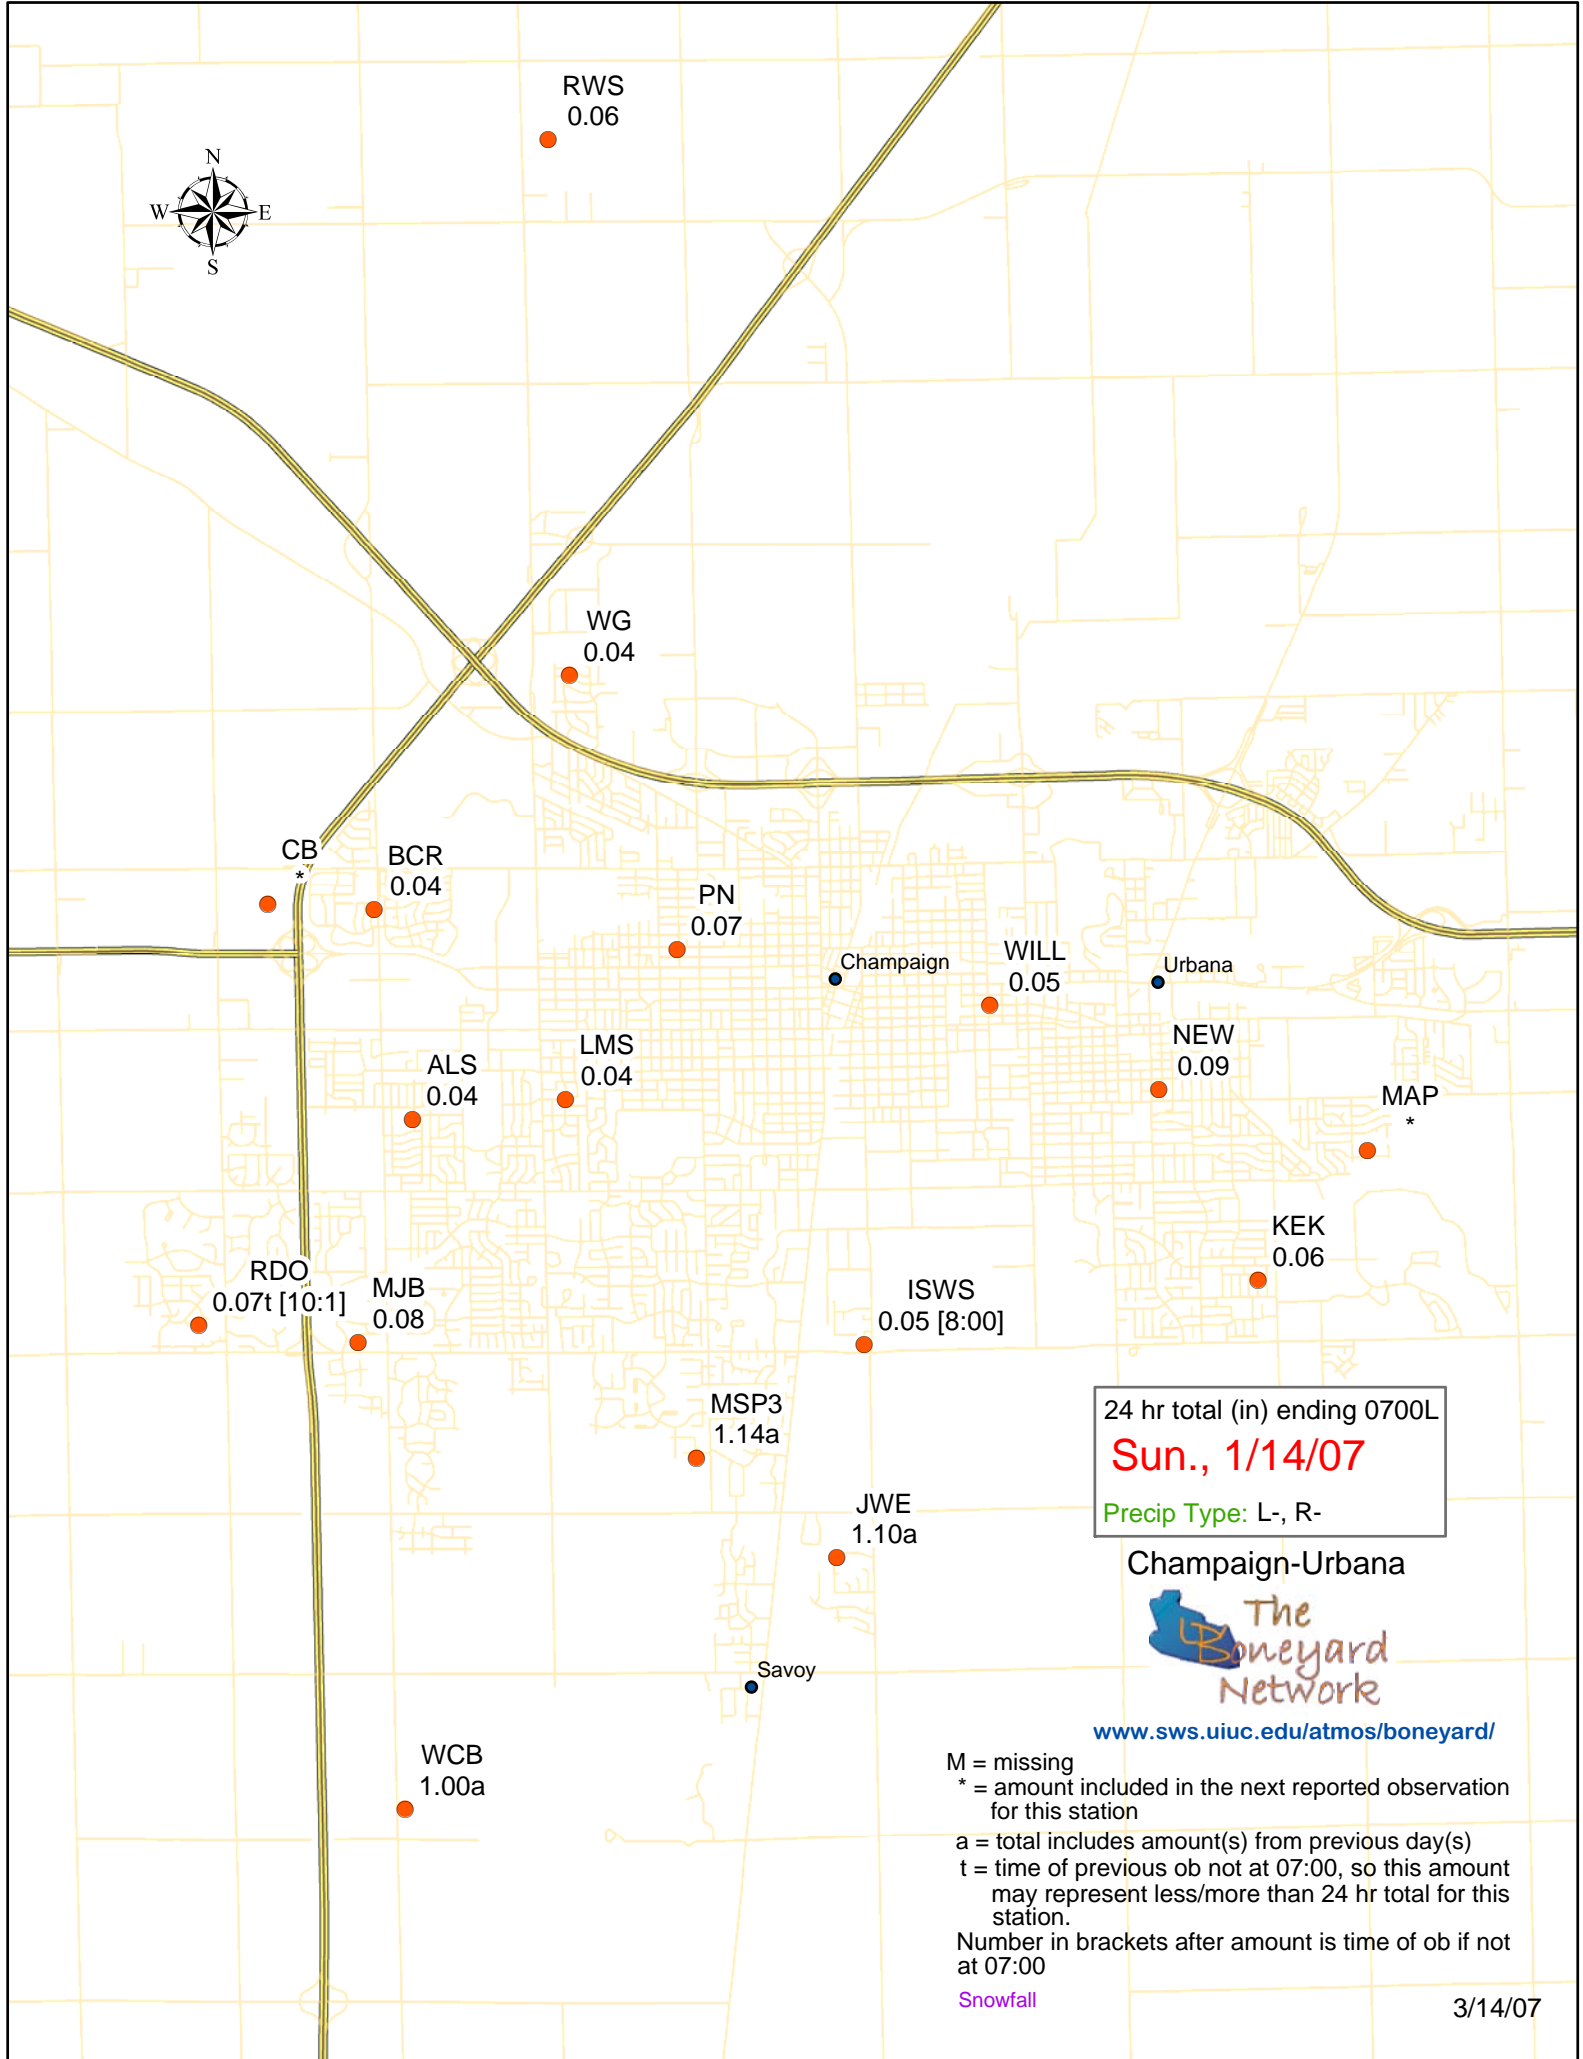 RWS
0.06
N
W
E
S
WG
0.04
CB
*
BCR
0.04
PN
0.07
Champaign
WILL
0.05
Urbana
NEW
0.09
LMS
0.04
ALS
0.04
MAP
*
KEK
0.06
RDO
0.07t [10:1]
MJB
0.08
ISWS
0.05 [8:00]
MSP3
1.14a
JWE
1.10a
24 hr total (in) ending 0700L
Sun., 1/14/07
Precip Type: L-, R-
Champaign-Urbana
The
Boneyard
Network
www.sws.uiuc.edu/atmos/boneyard/
Savoy
WCB
1.00a
M = missing
* = amount included in the next reported observation
for this station
a = total includes amount(s) from previous day(s)
t = time of previous ob not at 07:00, so this amount
may represent less/more than 24 hr total for this
station.
Number in brackets after amount is time of ob if not
at 07:00
Snowfall
3/14/07